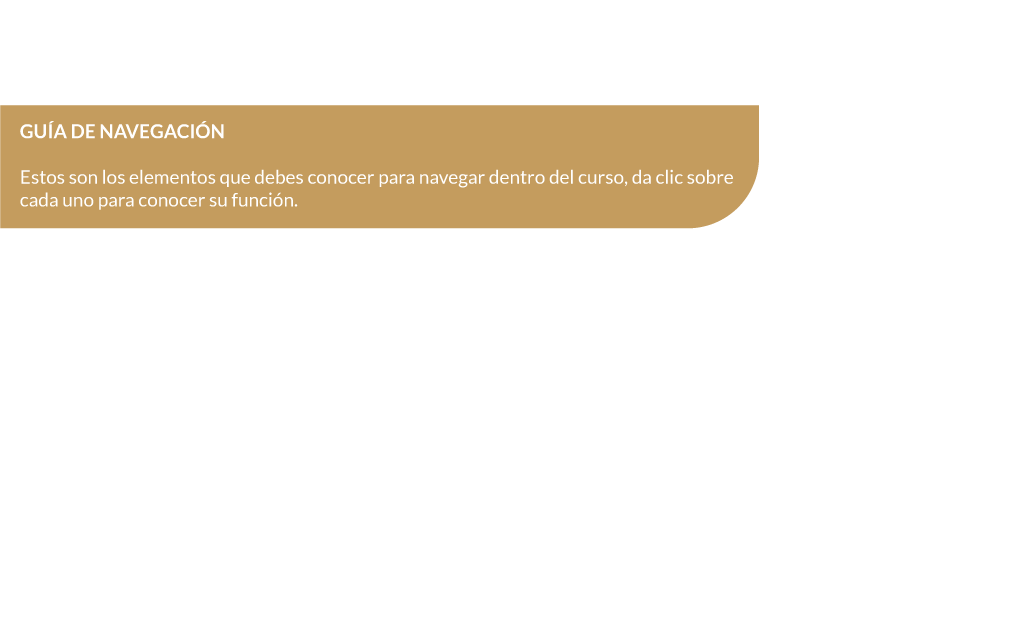 GUÍA DE NAVEGACIÓN
Estos son los elementos que debes conocer para navegar dentro del curso, da clic sobre
cada uno para conocer su función.